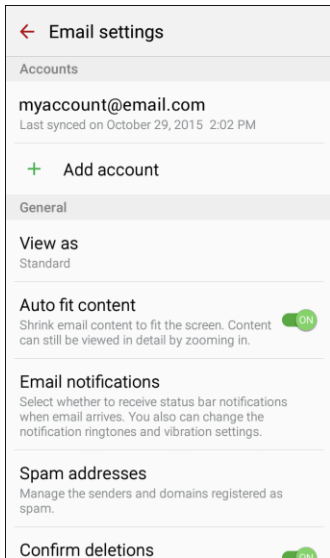 Email settings
Accounts
myaccount@email.com
Last synced on October 29, 2015 2:02 PM
+ Add account
General
View as
Standard
Auto fit content
Shrink email content to fit the screen. Content
can still be viewed in detail by zooming in.
ON
Email notifications
Select whether to receive status bar notifications
when email arrives. You also can change the
notification ringtones and vibration settings.
Spam addresses
Manage the senders and domains registered as
spam.
Confirm deletions
ON